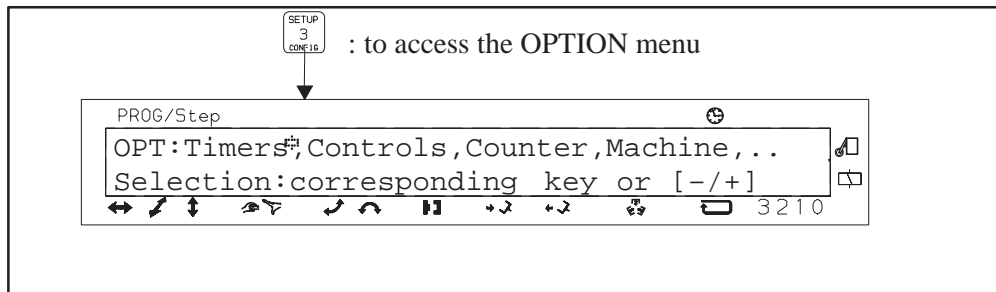 SETUP
3
CONFIG
: to access the OPTION menu
PROG/Step
OPT:Timers,Controls,Counter,Machine,..
Selection:corresponding key or [–/+]
3210